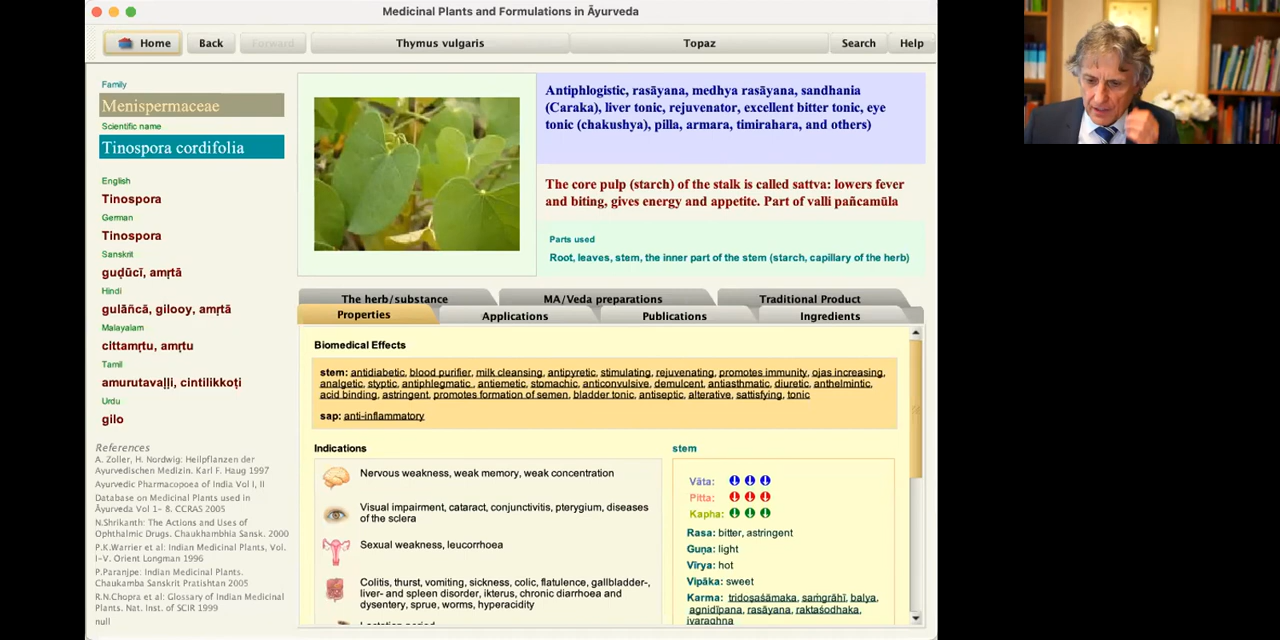 Medicinal Plants and Formulations in Āyurveda
Home Back Forward Thymus vulgaris Topaz Search Help
Family
Menispermaceae
Scientific name
Tinospora cordifolia
English
Tinospora
German
Tinospora
Sanskrit
guḍūcī, amṛtā
Hindi
gulāñcā, gilooy, amṛtā
Malayalam
cittamṛtu, amṛtu
Tamil
amurutavaḷḷi, cintilikkoṭi
Urdu
gilo
References
A. Zoller, H. Nordwig: Heilpflanzen der
Ayurvedischen Medizin. Karl F. Haug 1997
Ayurvedic Pharmacopoea of India Vol I, II
Database on Medicinal Plants used in
Āyurveda Vol 1- 8. CCRAS 2005
N.Shrikanth: The Actions and Uses of
Ophthalmic Drugs. Chaukhambhia Sansk. 2000
P.K.Warrier et al: Indian Medicinal Plants, Vol.
I-V. Orient Longman 1996
P.Paranjpe: Indian Medicinal Plants.
Chaukamba Sanskrit Pratishtan 2005
R.N.Chopra et al: Glossary of Indian Medicinal
Plants. Nat. Inst. of SCIR 1999
null
Antiphlogistic, rasāyana, medhya rasāyana, sandhania
(Caraka), liver tonic, rejuvenator, excellent bitter tonic, eye
tonic (chakushya), pilla, armara, timirahara, and others)
The core pulp (starch) of the stalk is called sattva: lowers fever
and biting, gives energy and appetite. Part of valli pañcamūla
Parts used
Root, leaves, stem, the inner part of the stem (starch, capillary of the herb)
The herb/substance MA/Veda preparations Traditional Product
Properties Applications Publications Ingredients
Biomedical Effects
stem: antidiabetic, blood purifier, milk cleansing, antipyretic, stimulating, rejuvenating, promotes immunity, ojas increasing,
analgetic, styptic, antiphlegmatic , antiemetic, stomachic, anticonvulsive, demulcent, antiasthmatic, diuretic, anthelmintic,
acid binding, astringent, promotes formation of semen, bladder tonic, antiseptic, alterative, sattisfying, tonic
sap: anti-inflammatory
Indications
Nervous weakness, weak memory, weak concentration
Visual impairment, cataract, conjunctivitis, pterygium, diseases
of the sclera
Sexual weakness, leucorrhoea
Colitis, thurst, vomiting, sickness, colic, flatulence, gallbladder-,
liver- and spleen disorder, ikterus, chronic diarrhoea and
dysentery, sprue, worms, hyperacidity
Lactation period
stem
Vāta:
Pitta:
Kapha:
Rasa: bitter, astringent
Guṇa: light
Vīrya: hot
Vipāka: sweet
Karma: tridoṣaśāmaka, saṁgrāhī, balya,
agnidīpana, rasāyana, raktaśodhaka,
jvaraghna